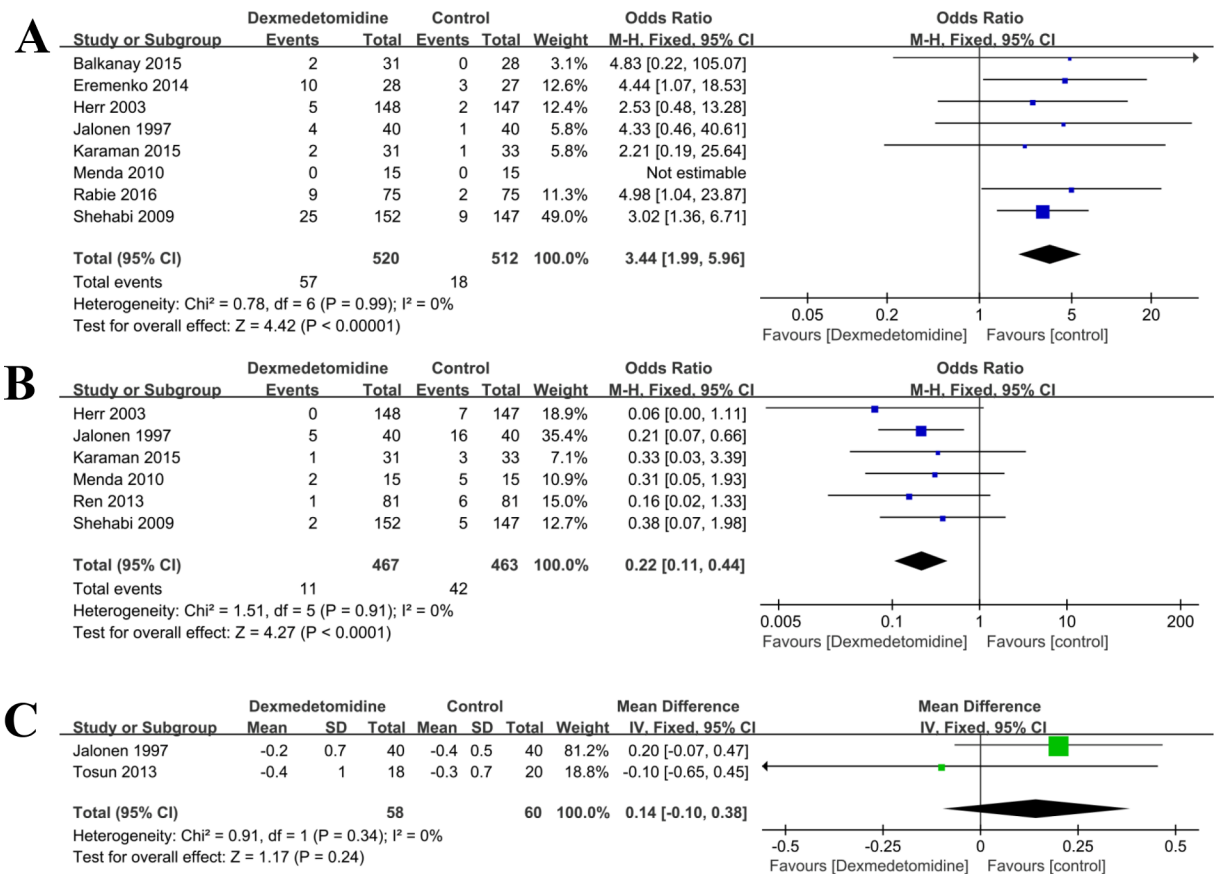 A
Dexmedetomidine Control Odds Ratio Odds Ratio
Study or Subgroup Events Total Events Total Weight M-H, Fixed, 95% CI M-H, Fixed, 95% CI
Balkanay 2015 2 31 0 28 3.1% 4.83 [0.22, 105.07]
Eremenko 2014 10 28 3 27 12.6% 4.44 [1.07, 18.53]
Herr 2003 5 148 2 147 12.4% 2.53 [0.48, 13.28]
Jalonen 1997 4 40 1 40 5.8% 4.33 [0.46, 40.61]
Karaman 2015 2 31 1 33 5.8% 2.21 [0.19, 25.64]
Menda 2010 0 15 0 15 Not estimable
Rabie 2016 9 75 2 75 11.3% 4.98 [1.04, 23.87]
Shehabi 2009 25 152 9 147 49.0% 3.02 [1.36, 6.71]
Total (95% CI) 520 512 100.0% 3.44 [1.99, 5.96]
Total events 57 18
Heterogeneity: Chi² = 0.78, df = 6 (P = 0.99); I² = 0%
Test for overall effect: Z = 4.42 (P < 0.00001)
0.05 0.2 1 5 20
Favours [Dexmedetomidine] Favours [control]
B
Dexmedetomidine Control Odds Ratio Odds Ratio
Study or Subgroup Events Total Events Total Weight M-H, Fixed, 95% CI M-H, Fixed, 95% CI
Herr 2003 0 148 7 147 18.9% 0.06 [0.00, 1.11]
Jalonen 1997 5 40 16 40 35.4% 0.21 [0.07, 0.66]
Karaman 2015 1 31 3 33 7.1% 0.33 [0.03, 3.39]
Menda 2010 2 15 5 15 10.9% 0.31 [0.05, 1.93]
Ren 2013 1 81 6 81 15.0% 0.16 [0.02, 1.33]
Shehabi 2009 2 152 5 147 12.7% 0.38 [0.07, 1.98]
Total (95% CI) 467 463 100.0% 0.22 [0.11, 0.44]
Total events 11 42
Heterogeneity: Chi² = 1.51, df = 5 (P = 0.91); I² = 0%
Test for overall effect: Z = 4.27 (P < 0.0001)
0.005 0.1 1 10 200
Favours [Dexmedetomidine] Favours [control]
C
Dexmedetomidine Control Mean Difference Mean Difference
Study or Subgroup Mean SD Total Mean SD Total Weight IV, Fixed, 95% CI IV, Fixed, 95% CI
Jalonen 1997 -0.2 0.7 40 -0.4 0.5 40 81.2% 0.20 [-0.07, 0.47]
Tosun 2013 -0.4 1 18 -0.3 0.7 20 18.8% -0.10 [-0.65, 0.45]
Total (95% CI) 58 60 100.0% 0.14 [-0.10, 0.38]
Heterogeneity: Chi² = 0.91, df = 1 (P = 0.34); I² = 0%
Test for overall effect: Z = 1.17 (P = 0.24)
-0.5 -0.25 0 0.25 0.5
Favours [Dexmedetomidine] Favours [control]